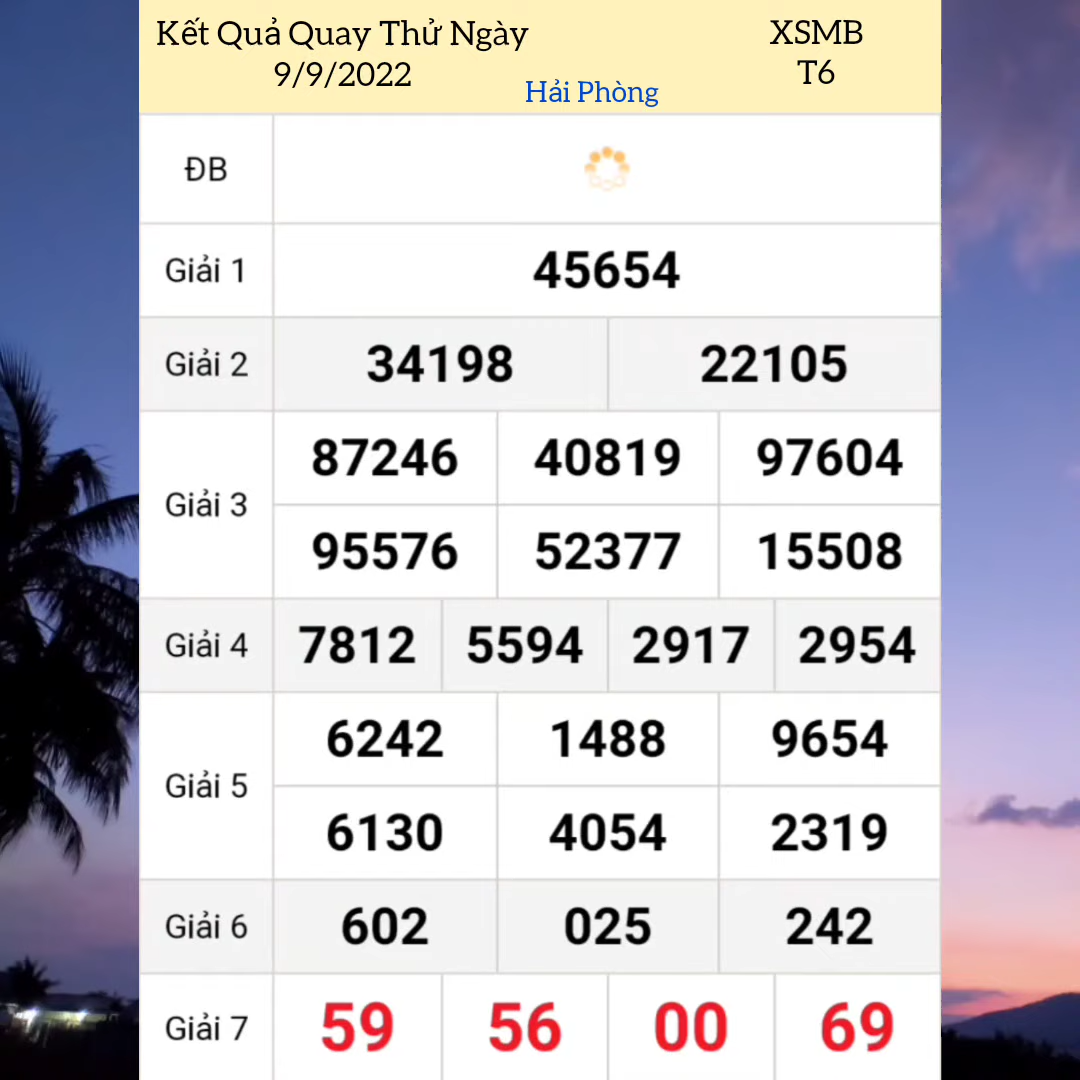 Kết Quả Quay Thử Ngày XSMB
9/9/2022 T6
Hải Phòng
ĐB
Giải 1 45654
Giải 2 34198 22105
Giải 3
87246 40819 97604
95576 52377 15508
Giải 4 7812 5594 2917 2954
Giải 5
6242 1488 9654
6130 4054 2319
Giải 6 602 025 242
Giải 7 59 56 00 69